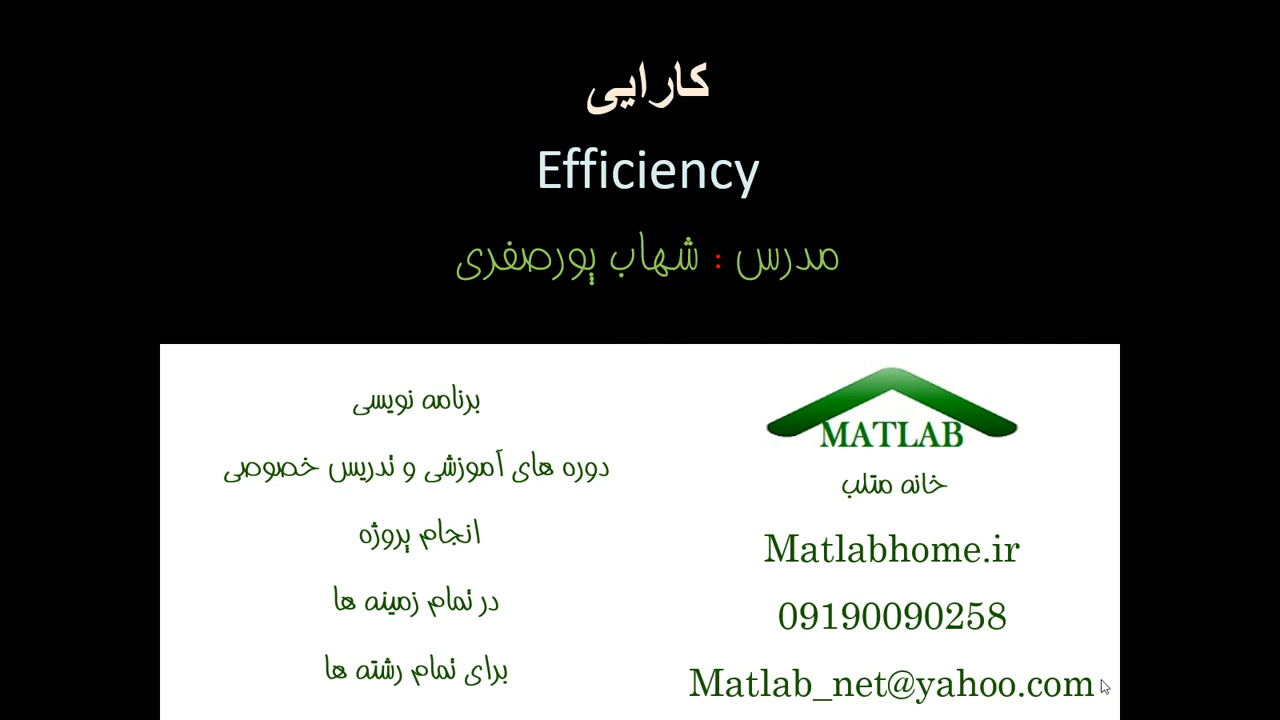 کارایی
Efficiency
مدرس : شهاب پورصفری
MATLAB
خانه متلب
Matlabhome.ir
09190090258
Matlab_net@yahoo.com
برنامه نویسی
دوره های آموزشی و تدریس خصوصی
انجام پروژه
در تمام زمینه ها
برای تمام رشته ها